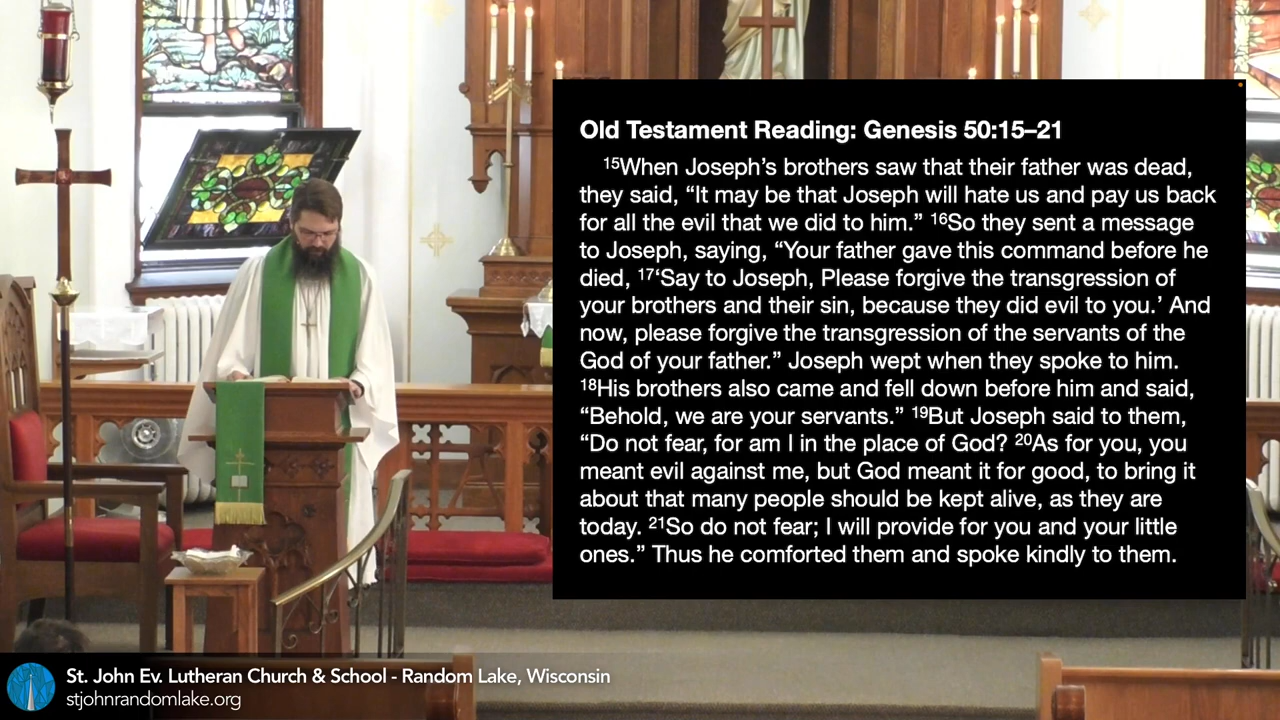 Old Testament Reading: Genesis 50:15–21
15When Joseph’s brothers saw that their father was dead,
they said, “It may be that Joseph will hate us and pay us back
for all the evil that we did to him.” 16So they sent a message
to Joseph, saying, “Your father gave this command before he
died, 17‘Say to Joseph, Please forgive the transgression of
your brothers and their sin, because they did evil to you.’ And
now, please forgive the transgression of the servants of the
God of your father.” Joseph wept when they spoke to him.
18His brothers also came and fell down before him and said,
“Behold, we are your servants.” 19But Joseph said to them,
“Do not fear, for am I in the place of God? 20As for you, you
meant evil against me, but God meant it for good, to bring it
about that many people should be kept alive, as they are
today. 21So do not fear; I will provide for you and your little
ones.” Thus he comforted them and spoke kindly to them.
St. John Ev. Lutheran Church & School - Random Lake, Wisconsin
stjohnrandomlake.org